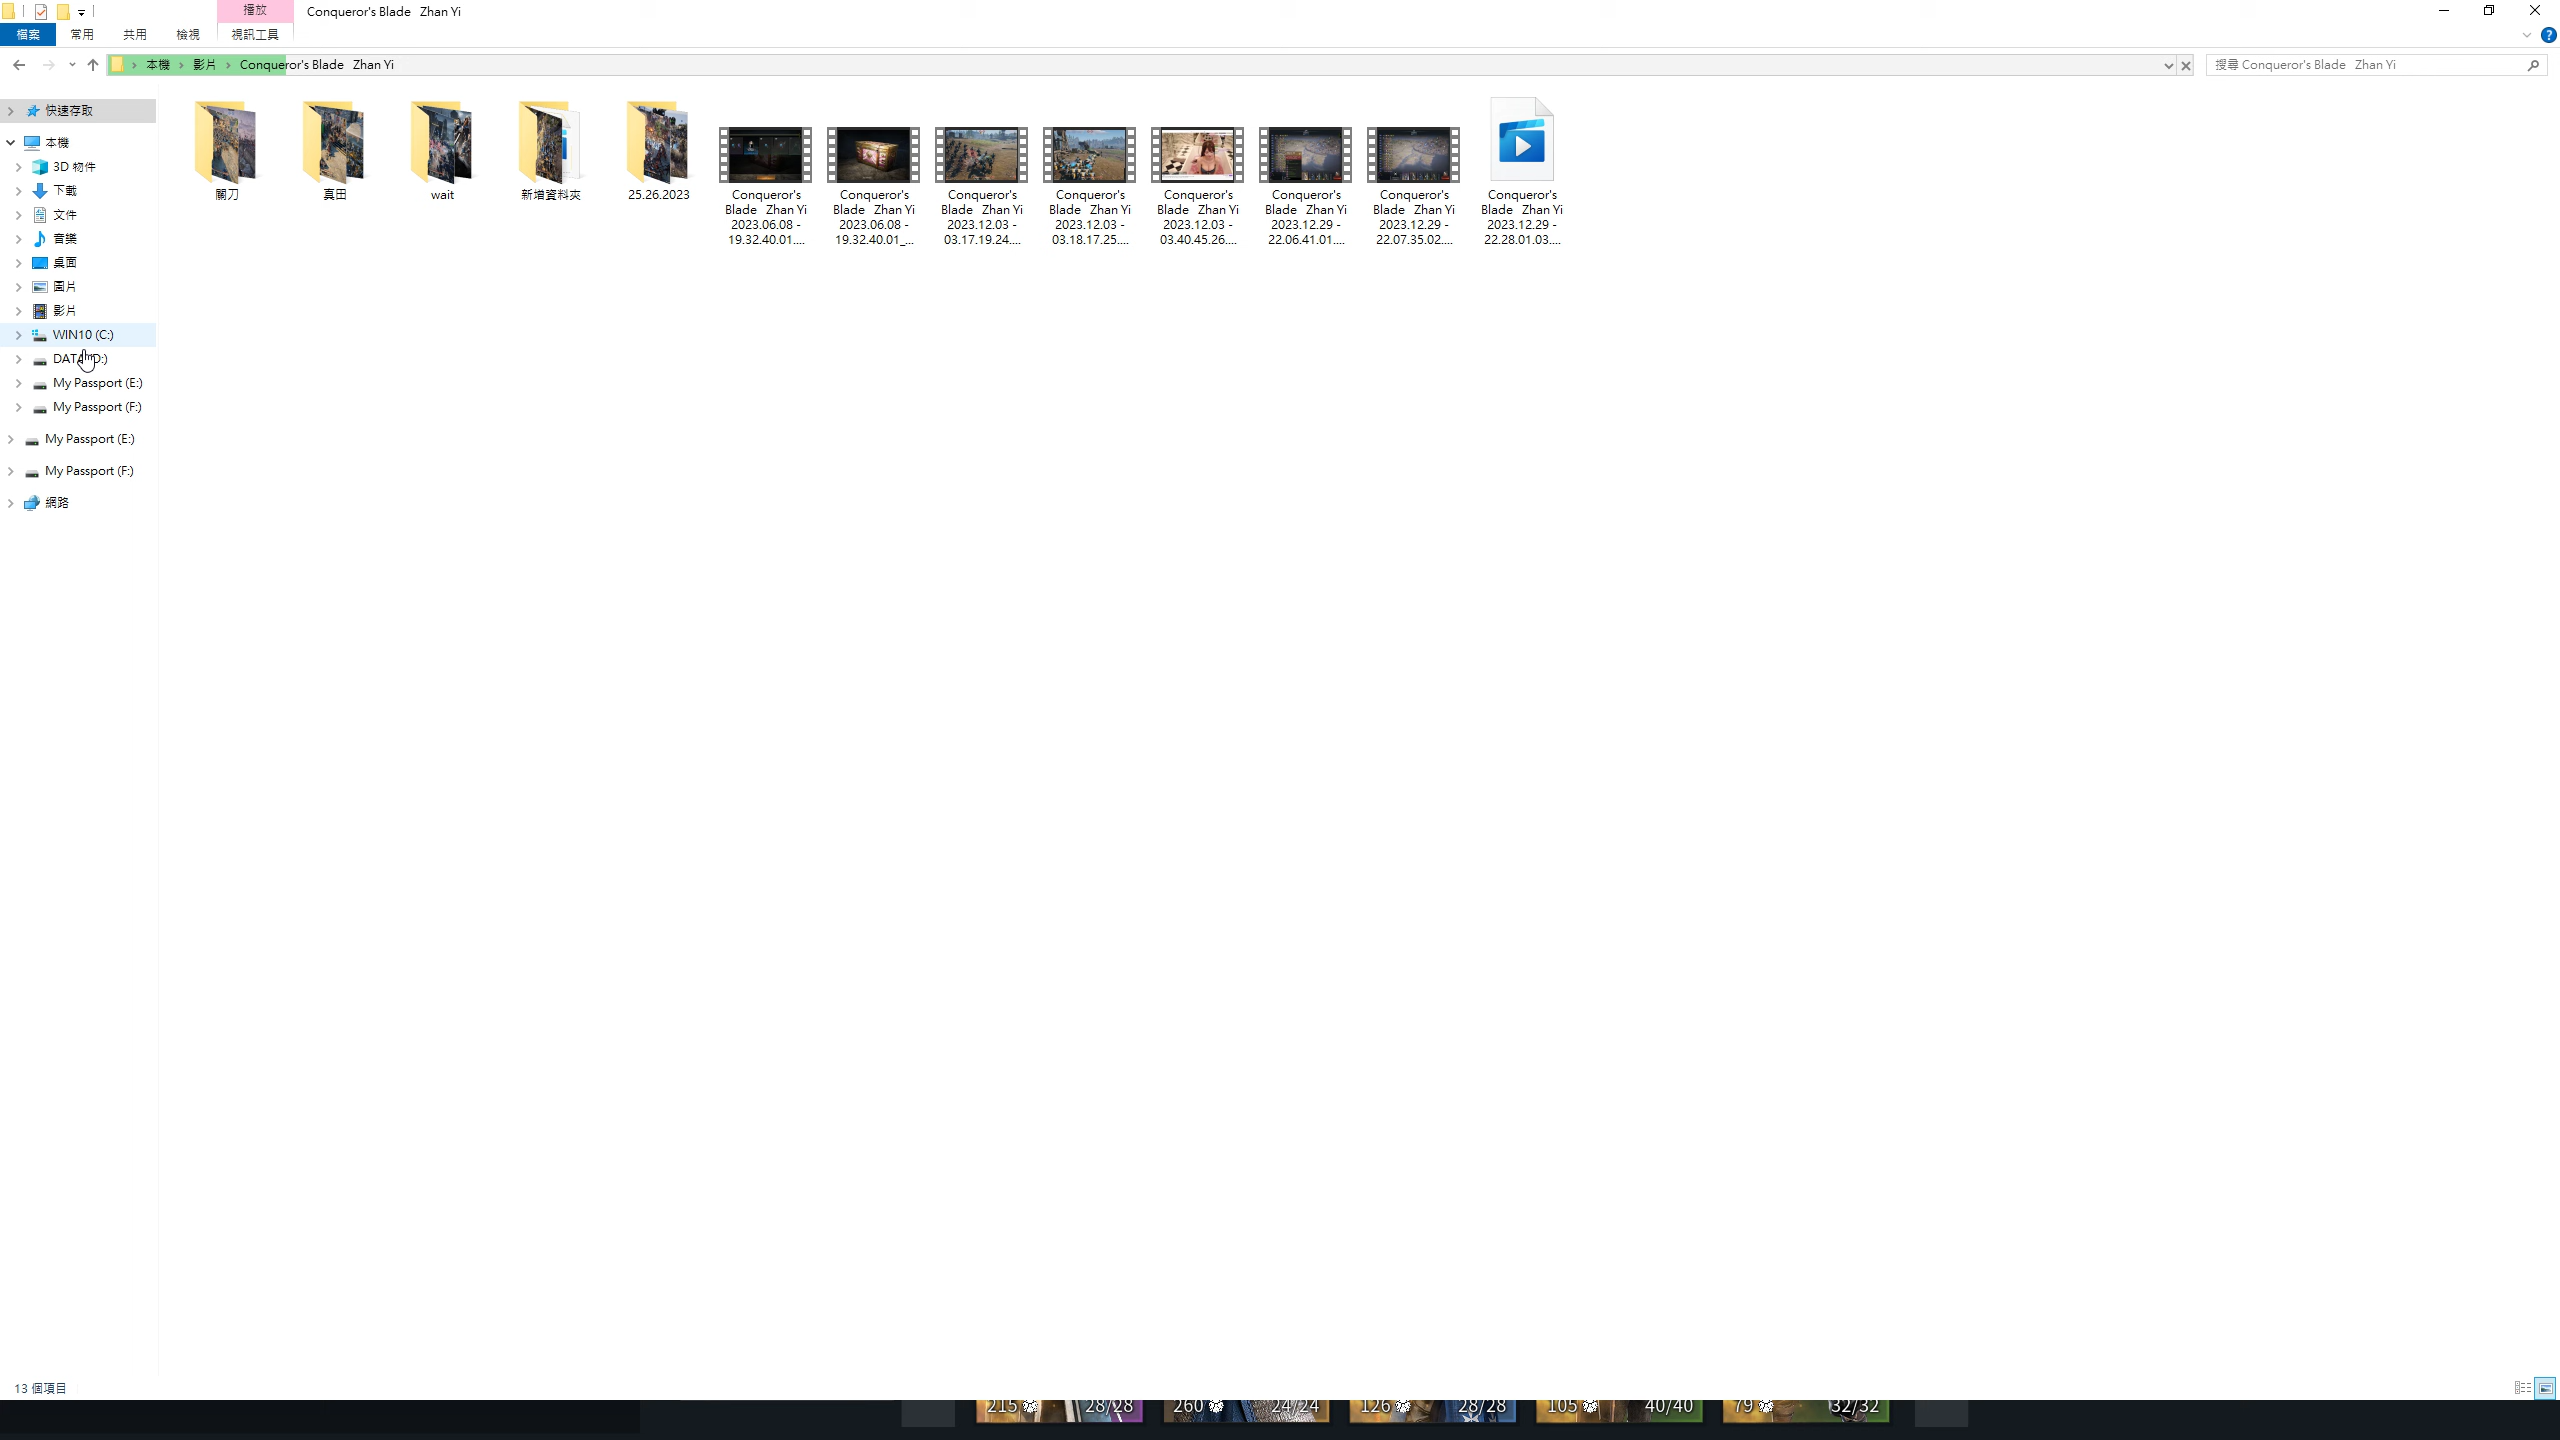 播放
Conqueror's Blade Zhan Yi
檔案 常用 共用 檢視 視訊工具
本機 影片 Conqueror's Blade Zhan Yi
搜尋 Conqueror's Blade Zhan Yi
快速存取
本機
3D 物件
下載
文件
音樂
桌面
圖片
影片
WIN10 (C:)
DATA (D:)
My Passport (E:)
My Passport (F:)
My Passport (E:)
My Passport (F:)
網路
關刀
真田
wait
新增資料夾
25.26.2023
Conqueror's
Blade Zhan Yi
2023.06.08 -
19.32.40.01....
Conqueror's
Blade Zhan Yi
2023.06.08 -
19.32.40.01_...
Conqueror's
Blade Zhan Yi
2023.12.03 -
03.17.19.24....
Conqueror's
Blade Zhan Yi
2023.12.03 -
03.18.17.25....
Conqueror's
Blade Zhan Yi
2023.12.03 -
03.40.45.26....
Conqueror's
Blade Zhan Yi
2023.12.29 -
22.06.41.01....
Conqueror's
Blade Zhan Yi
2023.12.29 -
22.07.35.02....
Conqueror's
Blade Zhan Yi
2023.12.29 -
22.28.01.03....
13 個項目
215 28/28 260 24/24 126 28/28 105 40/40 79 32/32